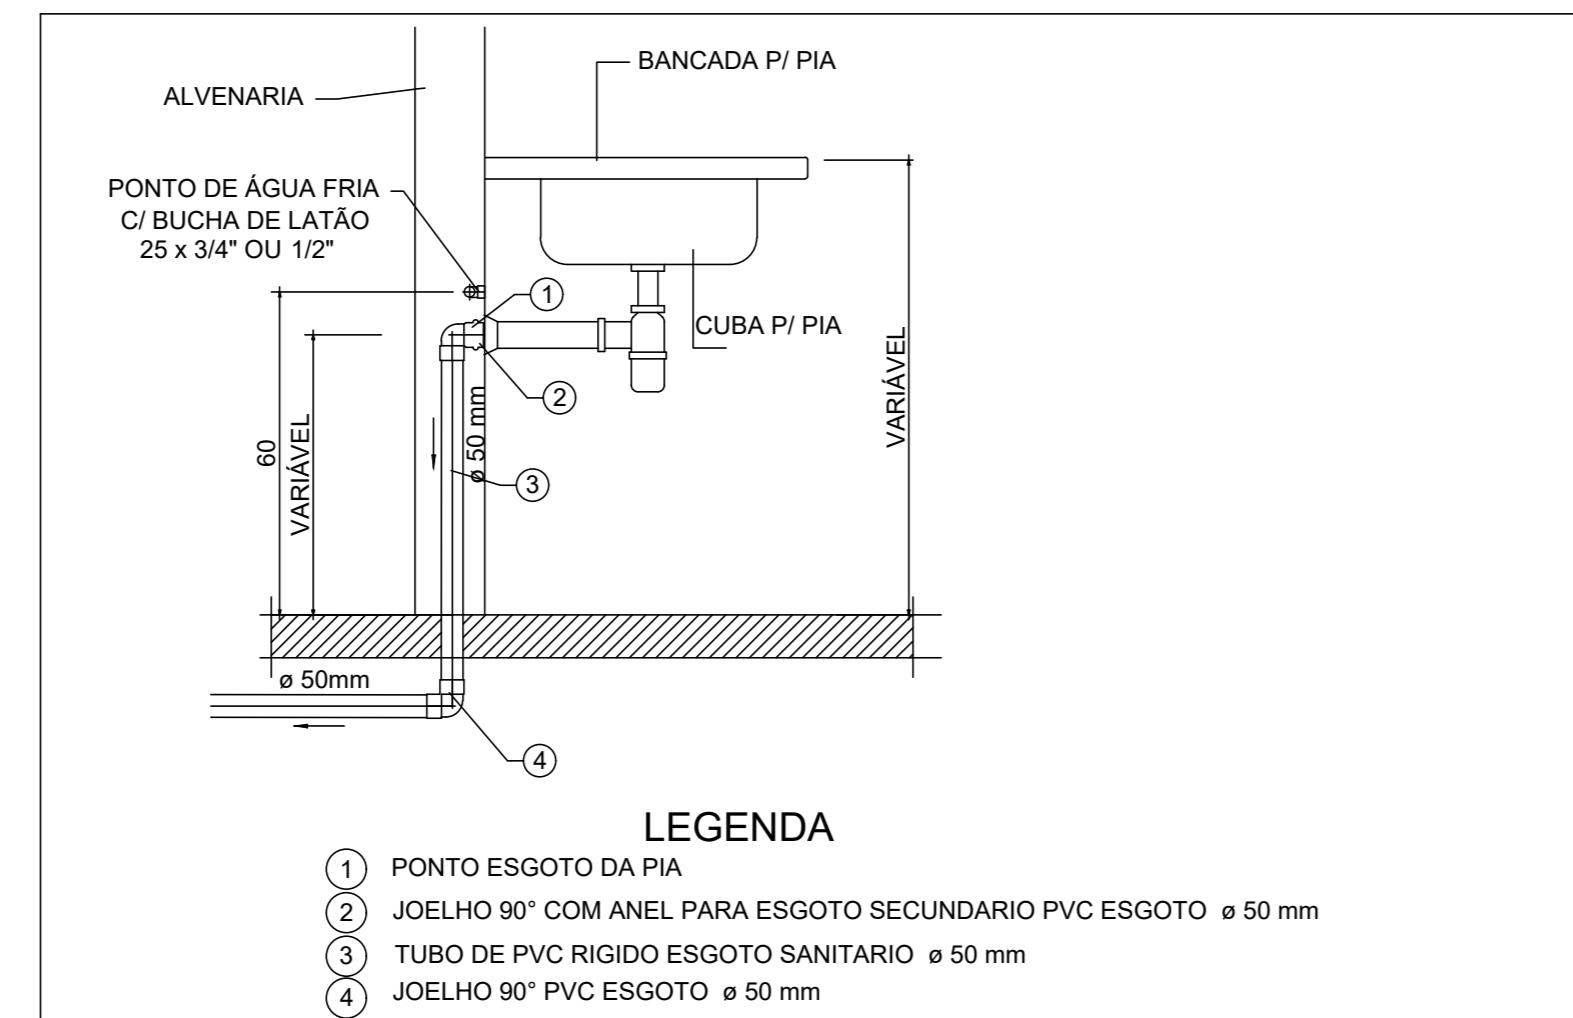 BANCADA P/ PIA
ALVENARIA
PONTO DE ÁGUA FRIA
C/ BUCHA DE LATÃO
25 x 3/4" OU 1/2"
1
CUBA P/ PIA
2
60
VARIÁVEL
ø 50 mm
3
VARIÁVEL
ø 50mm
4
LEGENDA
1 PONTO ESGOTO DA PIA
2 JOELHO 90° COM ANEL PARA ESGOTO SECUNDARIO PVC ESGOTO ø 50 mm
3 TUBO DE PVC RIGIDO ESGOTO SANITARIO ø 50 mm
4 JOELHO 90° PVC ESGOTO ø 50 mm